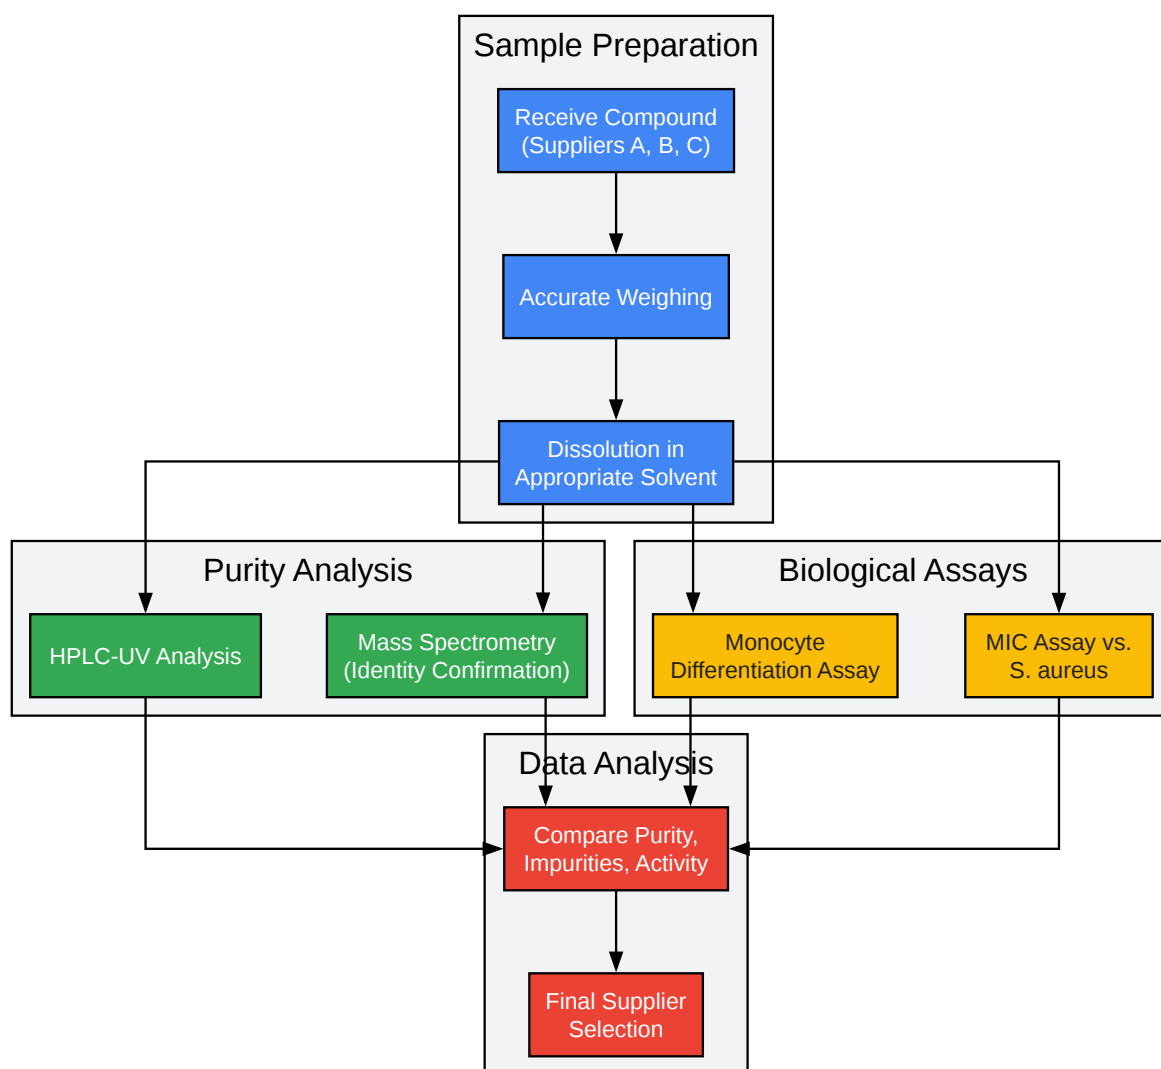 Sample Preparation
Receive Compound
(Suppliers A, B, C)
Accurate Weighing
Dissolution in
Appropriate Solvent
Purity Analysis
HPLC-UV Analysis
Mass Spectrometry
(Identity Confirmation)
Biological Assays
Monocyte
Differentiation Assay
MIC Assay vs.
S. aureus
Data Analysis
Compare Purity,
Impurities, Activity
Final Supplier
Selection